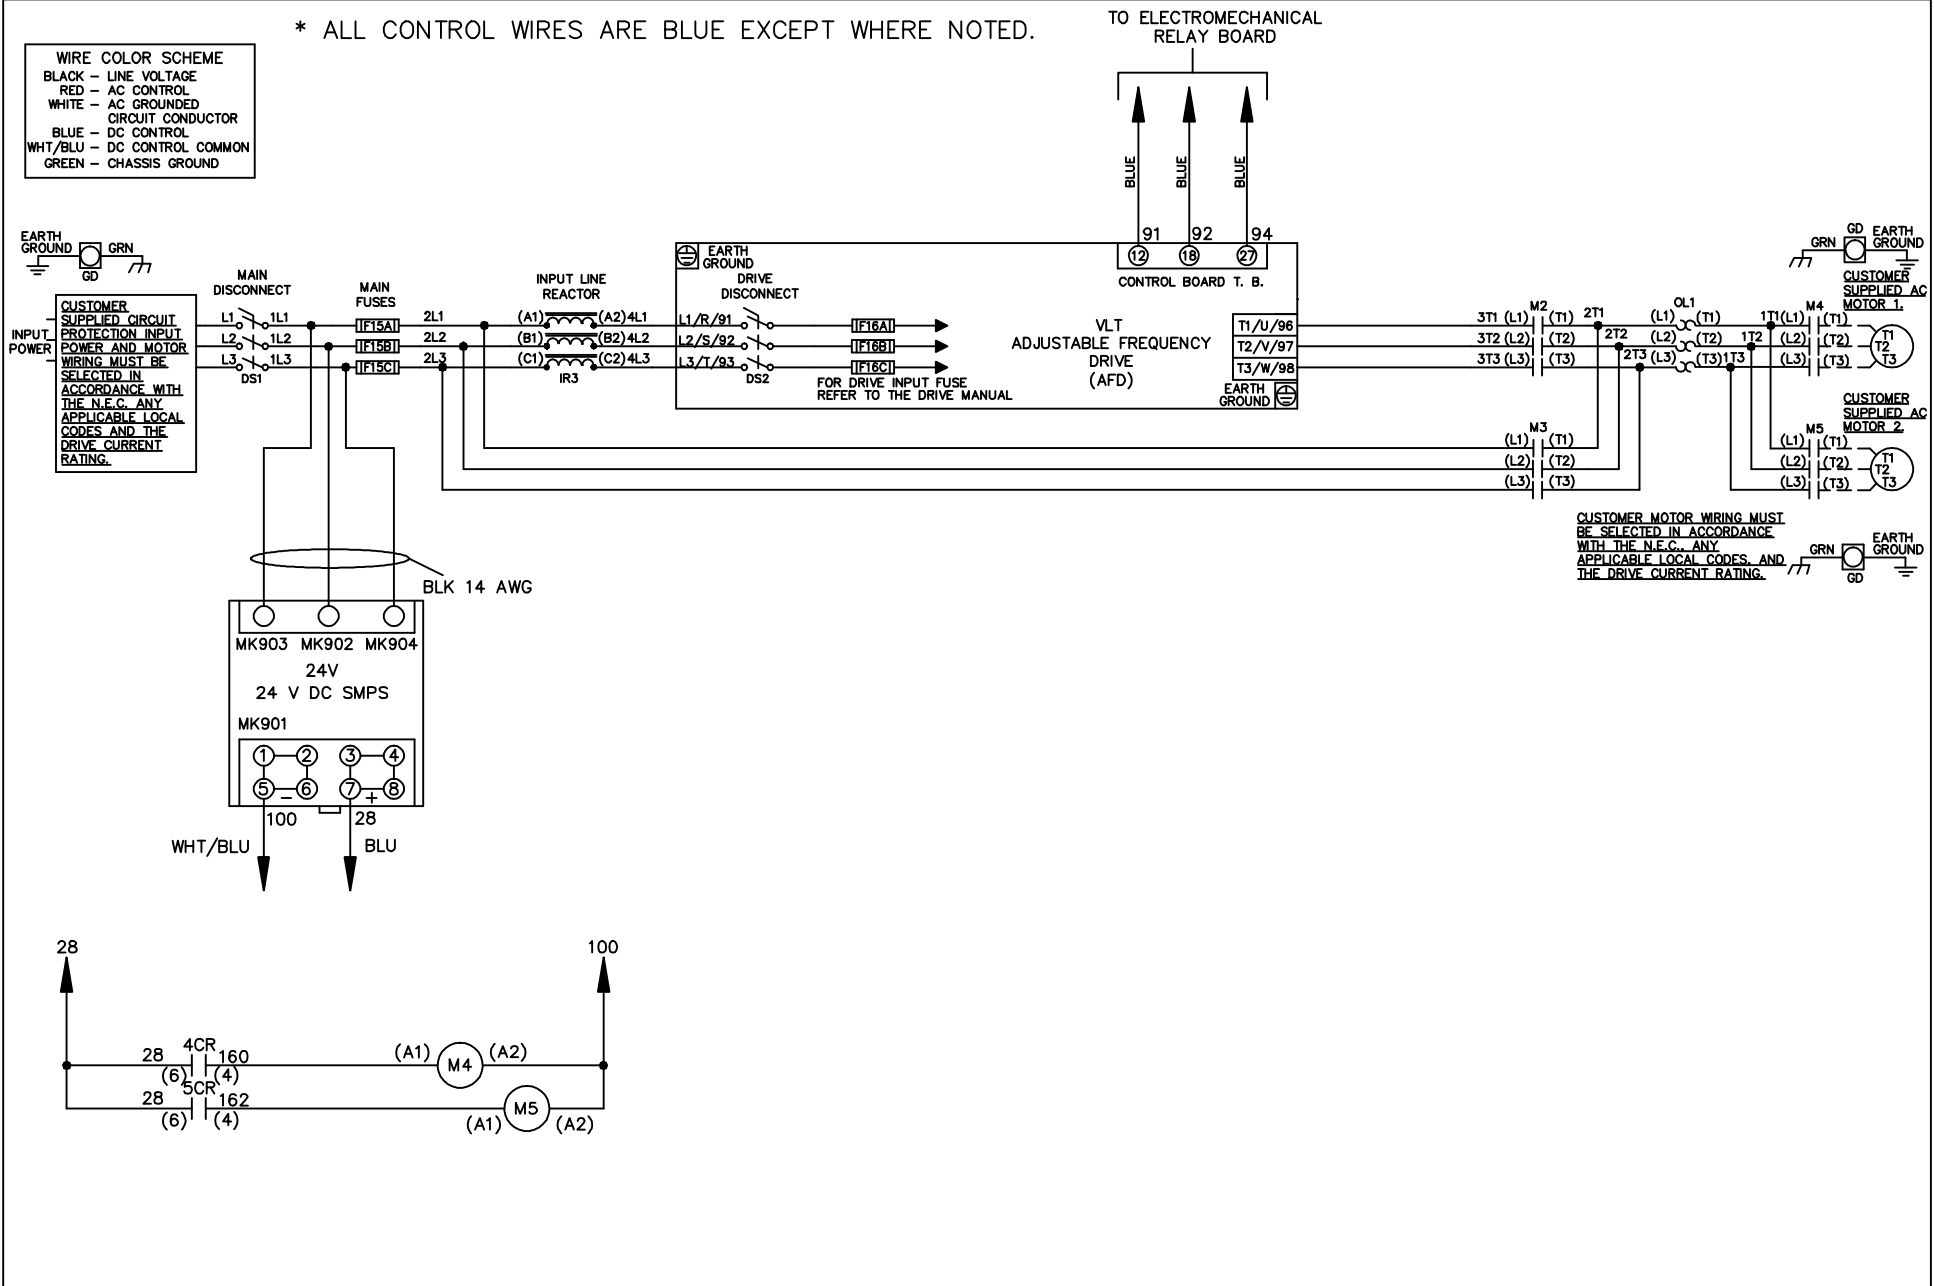 * ALL CONTROL WIRES ARE BLUE EXCEPT WHERE NOTED.
TO ELECTROMECHANICAL
RELAY BOARD
WIRE COLOR SCHEME
BLACK – LINE VOLTAGE
RED – AC CONTROL
WHITE – AC GROUNDED
CIRCUIT CONDUCTOR
BLUE – DC CONTROL
WHT/BLU – DC CONTROL COMMON
GREEN – CHASSIS GROUND
BLUE
BLUE
BLUE
91
92
94
12
18
27
CONTROL BOARD T. B.
EARTH
GROUND
GRN
GD
INPUT
POWER
CUSTOMER
SUPPLIED CIRCUIT
PROTECTION INPUT
POWER AND MOTOR
WIRING MUST BE
SELECTED IN
ACCORDANCE WITH
THE N.E.C. ANY
APPLICABLE LOCAL
CODES AND THE
DRIVE CURRENT
RATING.
MAIN
DISCONNECT
L1 1L1
L2 1L2
L3 1L3
DS1
MAIN
FUSES
F15A
F15B
F15C
2L1
2L2
2L3
INPUT LINE
REACTOR
(A1) (A2) 4L1
(B1) (B2) 4L2
(C1) (C2) 4L3
IR3
EARTH
GROUND
DRIVE
DISCONNECT
L1/R/91
L2/S/92
L3/T/93
DS2
F16A
F16B
F16C
FOR DRIVE INPUT FUSE
REFER TO THE DRIVE MANUAL
VLT
ADJUSTABLE FREQUENCY
DRIVE
(AFD)
T1/U/96
T2/V/97
T3/W/98
EARTH
GROUND
M2
3T1 (L1) (T1) 2T1
3T2 (L2) (T2) 2T2
3T3 (L3) (T3) 2T3
OL1
(L1) (T1) 1T1
(L2) (T2) 1T2
(L3) (T3) 1T3
M4
(L1) (T1)
(L2) (T2)
(L3) (T3)
T1
T2
T3
GRN
GD
EARTH
GROUND
CUSTOMER
SUPPLIED AC
MOTOR 1.
M3
(L1) (T1)
(L2) (T2)
(L3) (T3)
M5
(L1) (T1)
(L2) (T2)
(L3) (T3)
T1
T2
T3
CUSTOMER
SUPPLIED AC
MOTOR 2.
CUSTOMER MOTOR WIRING MUST
BE SELECTED IN ACCORDANCE
WITH THE N.E.C.. ANY
APPLICABLE LOCAL CODES. AND
THE DRIVE CURRENT RATING.
GRN
GD
EARTH
GROUND
BLK 14 AWG
MK903 MK902 MK904
24V
24 V DC SMPS
MK901
1 2 3 4
5 6 7 8
– +
100
28
WHT/BLU
BLU
28
100
4CR
28 160
(6) (4)
(A1) M4 (A2)
5CR
28 162
(6) (4)
(A1) M5 (A2)